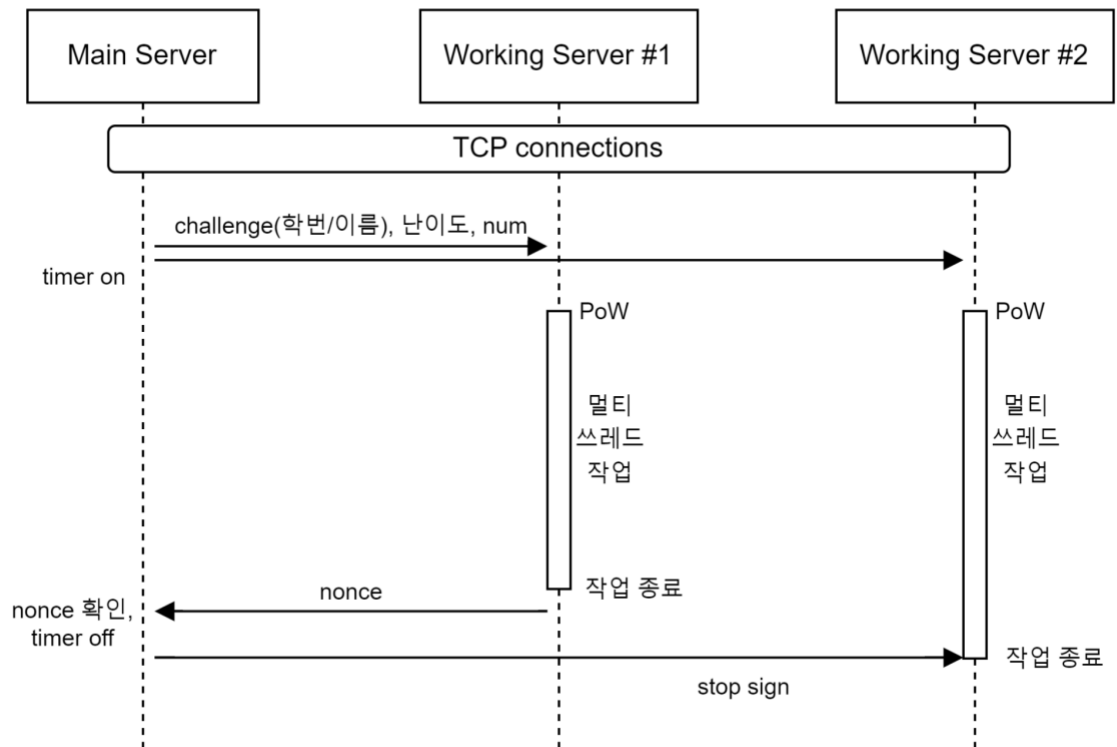 Main Server
Working Server #1
Working Server #2
TCP connections
challenge(학번/이름), 난이도, num
timer on
PoW
PoW
멀티
쓰레드
작업
멀티
쓰레드
작업
작업 종료
nonce
nonce 확인,
timer off
작업 종료
stop sign